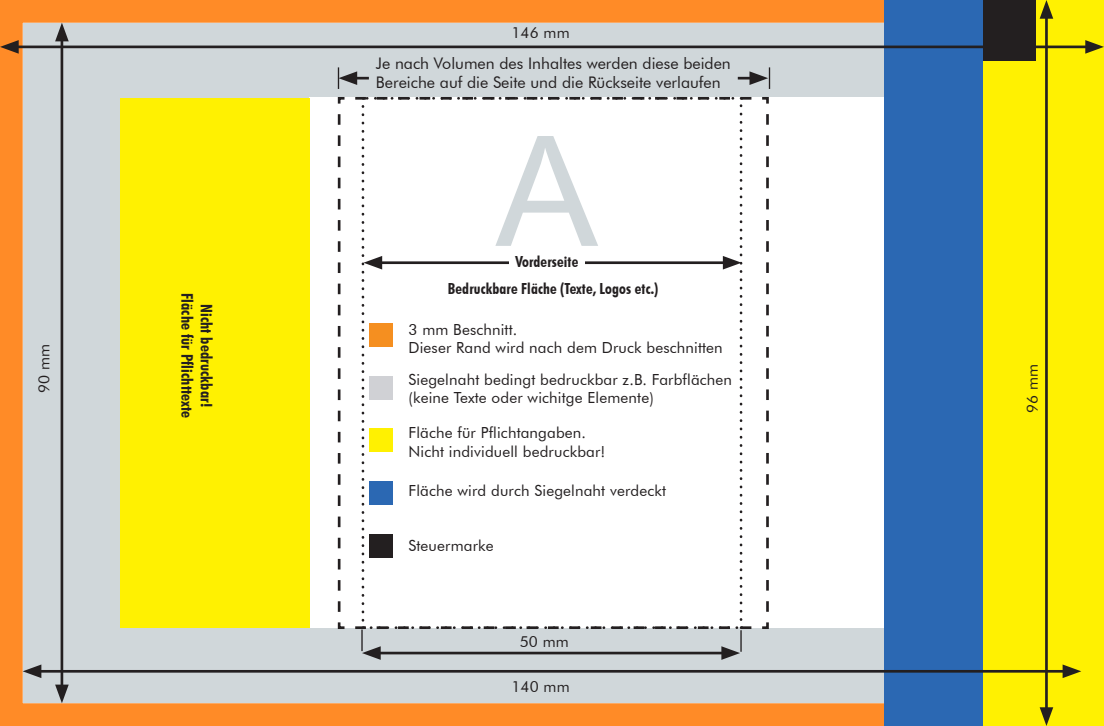 146 mm
Je nach Volumen des Inhaltes werden diese beiden
Bereiche auf die Seite und die Rückseite verlaufen
A
Vorderseite
Bedruckbare Fläche (Texte, Logos etc.)
3 mm Beschnitt.
Dieser Rand wird nach dem Druck beschnitten
Siegelnaht bedingt bedruckbar z.B. Farbflächen
(keine Texte oder wichitge Elemente)
Fläche für Pflichtangaben.
Nicht individuell bedruckbar!
Fläche wird durch Siegelnaht verdeckt
Steuermarke
Nicht bedruckbar!
Fläche für Pflichttexte
90 mm
96 mm
50 mm
140 mm